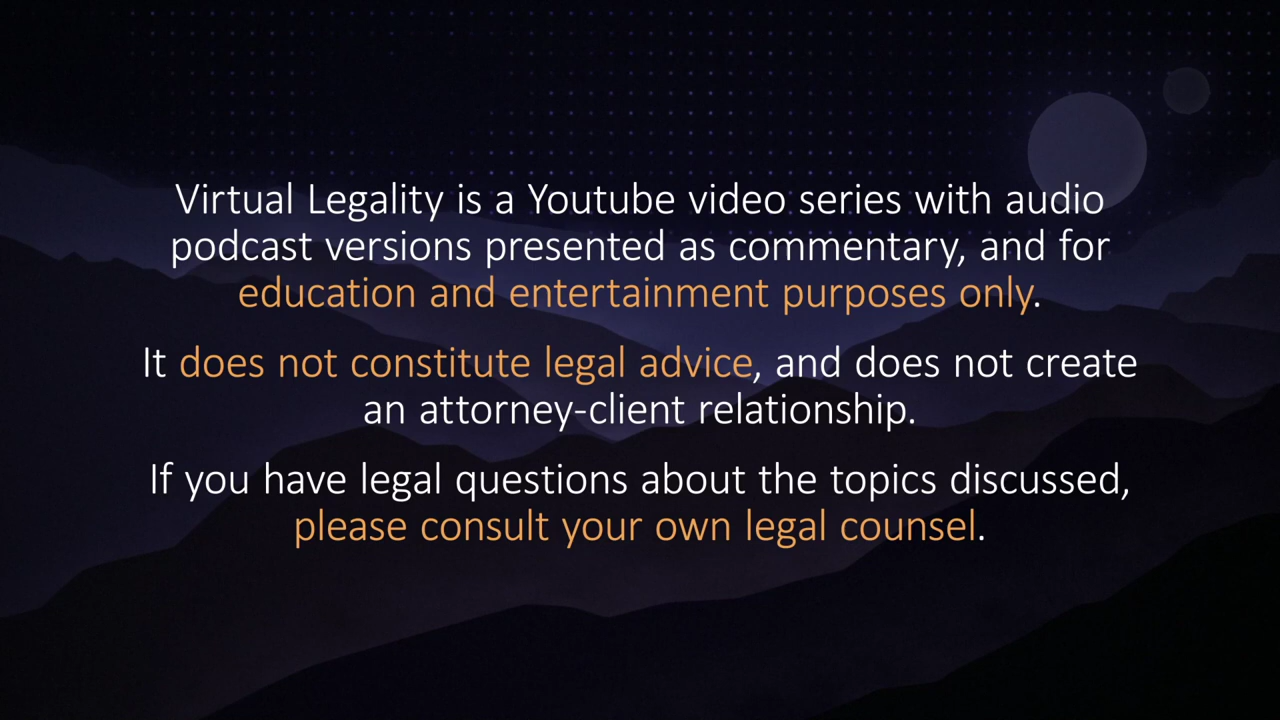 Virtual Legality is a Youtube video series with audio
podcast versions presented as commentary, and for
education and entertainment purposes only.
It does not constitute legal advice, and does not create
an attorney-client relationship.
If you have legal questions about the topics discussed,
please consult your own legal counsel.